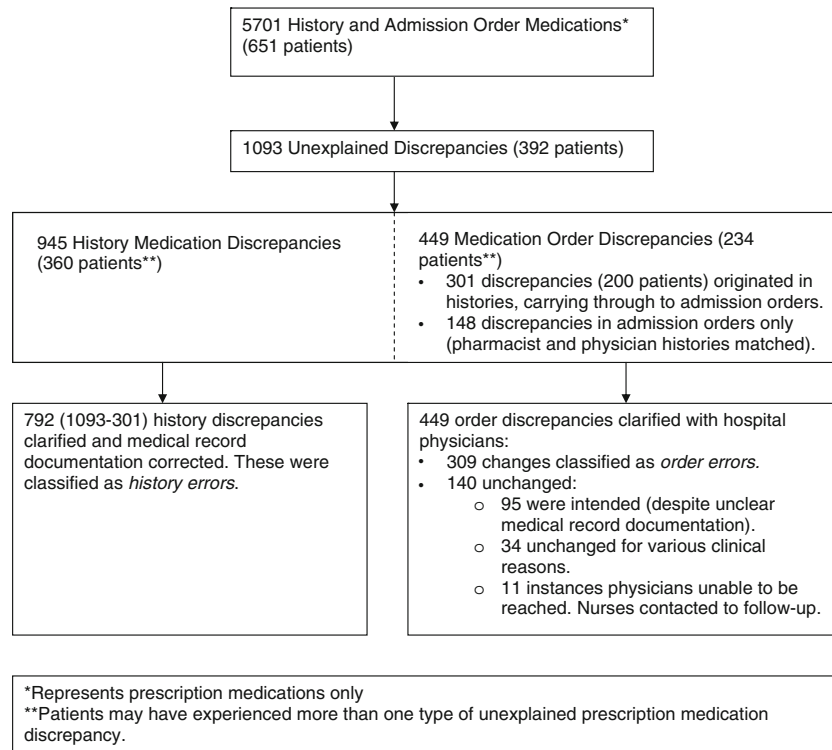 5701 History and Admission Order Medications*
(651 patients)
1093 Unexplained Discrepancies (392 patients)
945 History Medication Discrepancies
(360 patients**)
449 Medication Order Discrepancies (234
patients**)
• 301 discrepancies (200 patients) originated in
histories, carrying through to admission orders.
• 148 discrepancies in admission orders only
(pharmacist and physician histories matched).
792 (1093-301) history discrepancies
clarified and medical record
documentation corrected. These were
classified as history errors.
449 order discrepancies clarified with hospital
physicians:
• 309 changes classified as order errors.
• 140 unchanged:
o 95 were intended (despite unclear
medical record documentation).
o 34 unchanged for various clinical
reasons.
o 11 instances physicians unable to be
reached. Nurses contacted to follow-up.
*Represents prescription medications only
**Patients may have experienced more than one type of unexplained prescription medication
discrepancy.